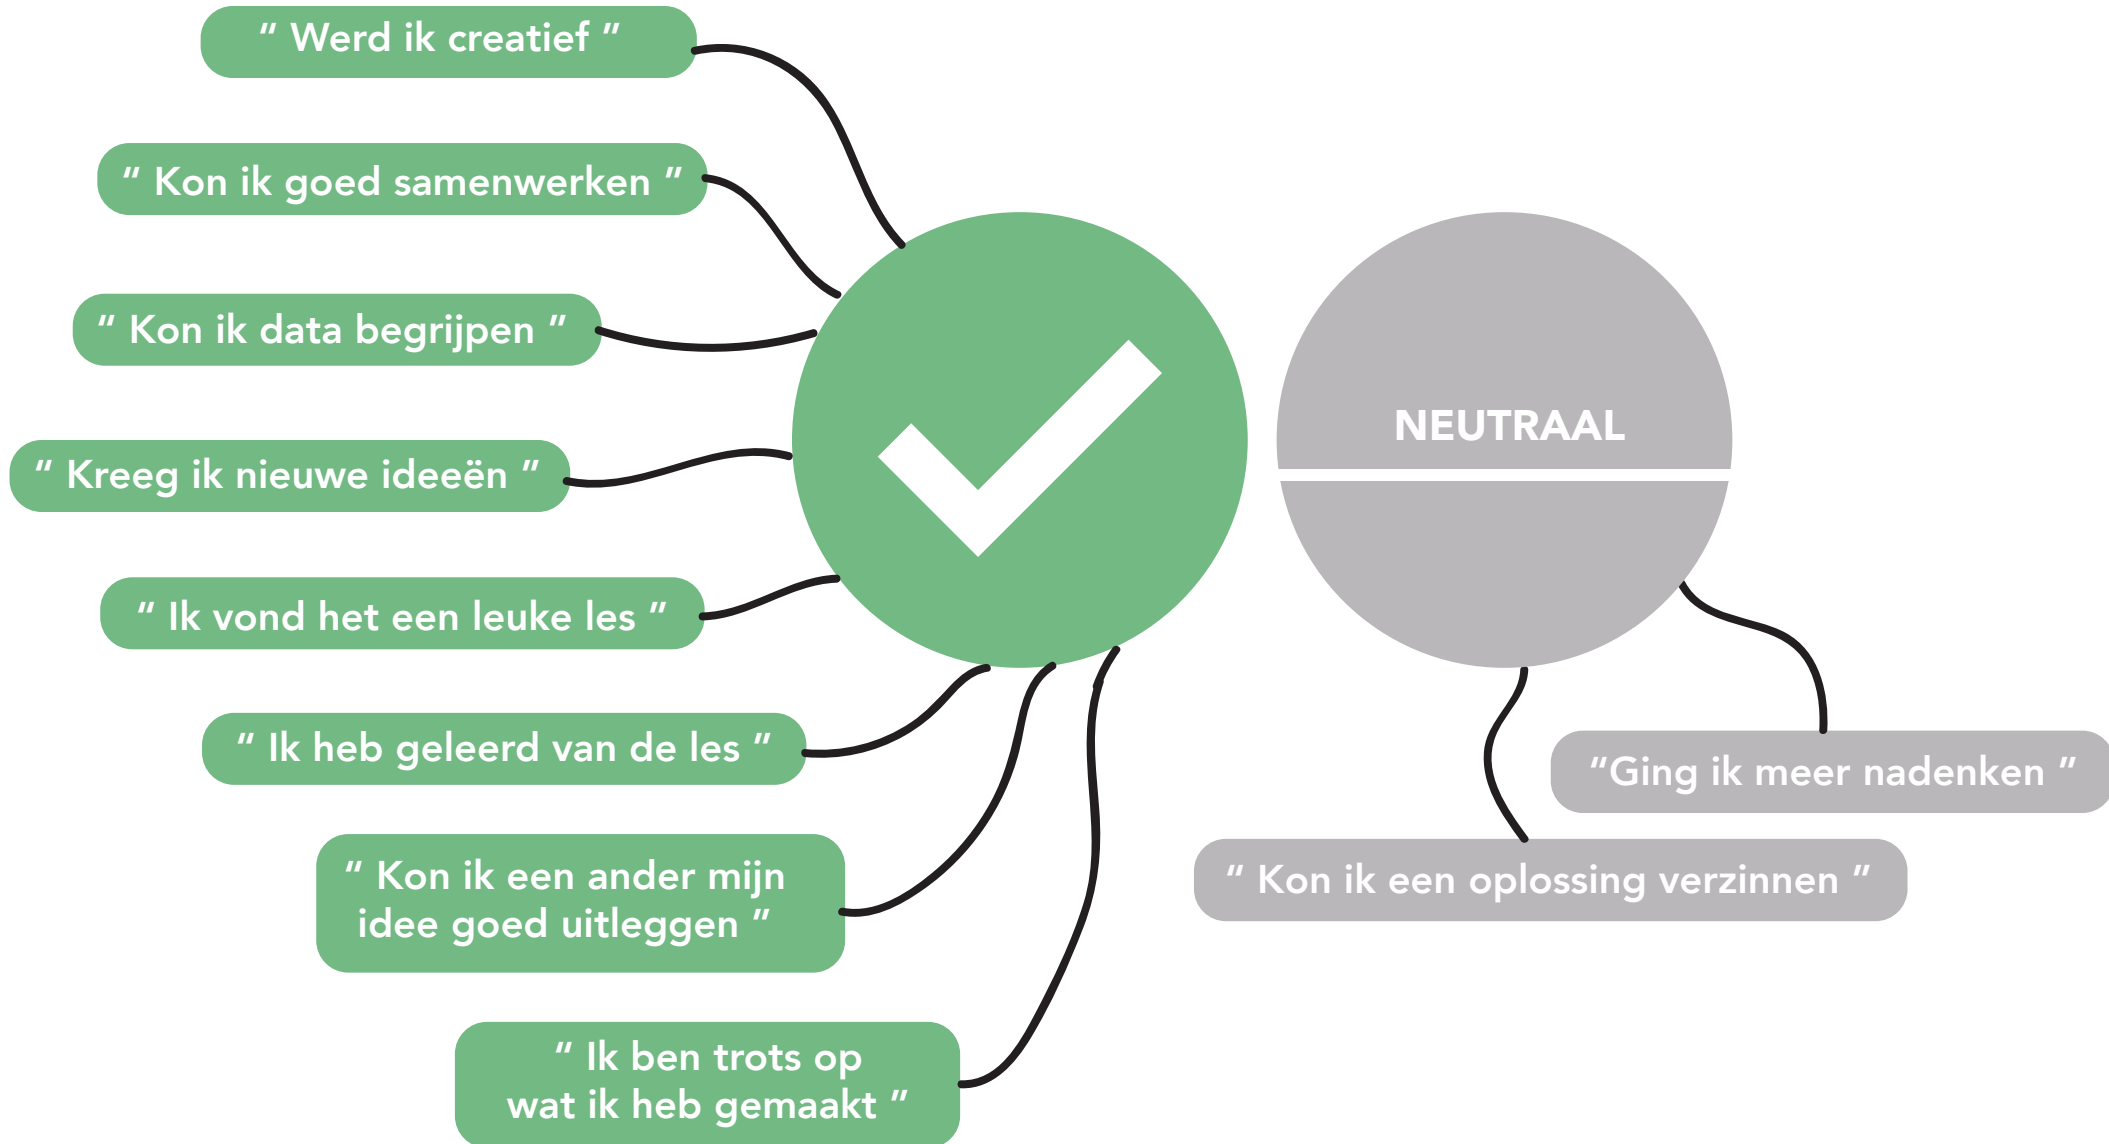 “ Werd ik creatief ”
“ Kon ik goed samenwerken ”
“ Kon ik data begrijpen ”
“ Kreeg ik nieuwe ideeën ”
“ Ik vond het een leuke les ”
“ Ik heb geleerd van de les ”
“ Kon ik een ander mijn
idee goed uitleggen ”
“ Ik ben trots op
wat ik heb gemaakt ”
NEUTRAAL
“Ging ik meer nadenken ”
“ Kon ik een oplossing verzinnen ”